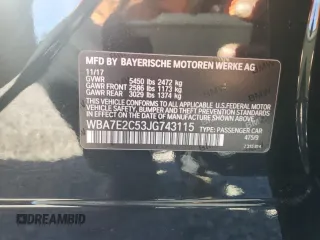 MFD BY BAYERISCHE MOTOREN WERKE AG
11/17
GVWR 5450 lbs 2472 kg
GAWR FRONT 2586 lbs 1173 kg
GAWR REAR 3029 lbs 1374 kg
THIS VEHICLE CONFORMS TO ALL APPLICABLE FEDERAL MOTOR
VEHICLE SAFETY, BUMPER, AND THEFT PREVENTION STANDARDS
IN EFFECT ON THE DATE OF MANUFACTURE SHOWN ABOVE.
WBA7E2C53JG743115 TYPE: PASSENGER CAR
475/9
© DREAMBID